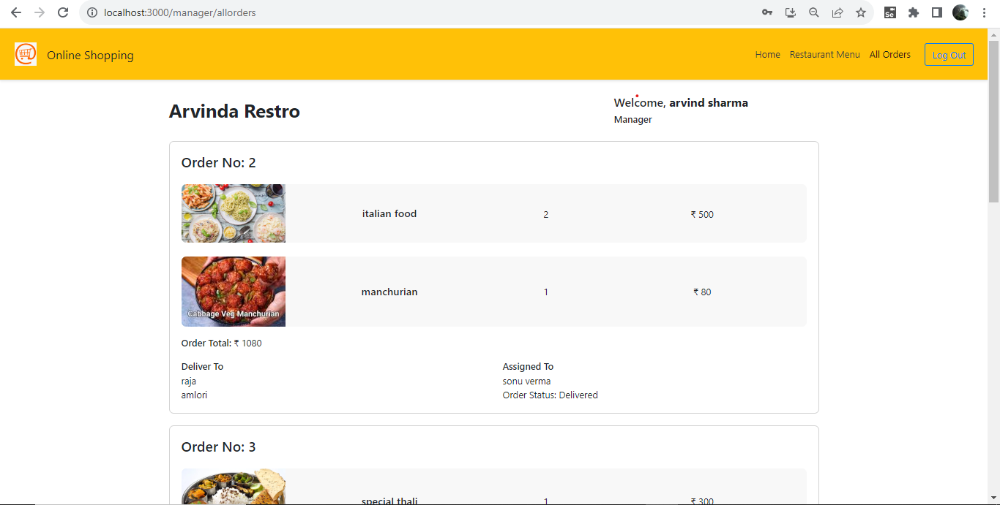 localhost:3000/manager/allorders
Se
Online Shopping
Home Restaurant Menu All Orders Log Out
Arvinda Restro
Welcome, arvind sharma
Manager
Order No: 2
italian food 2 ₹ 500
Cabbage Veg Manchurian
manchurian 1 ₹ 80
Order Total: ₹ 1080
Deliver To
raja
amlori
Assigned To
sonu verma
Order Status: Delivered
Order No: 3
special thali 1 ₹ 300